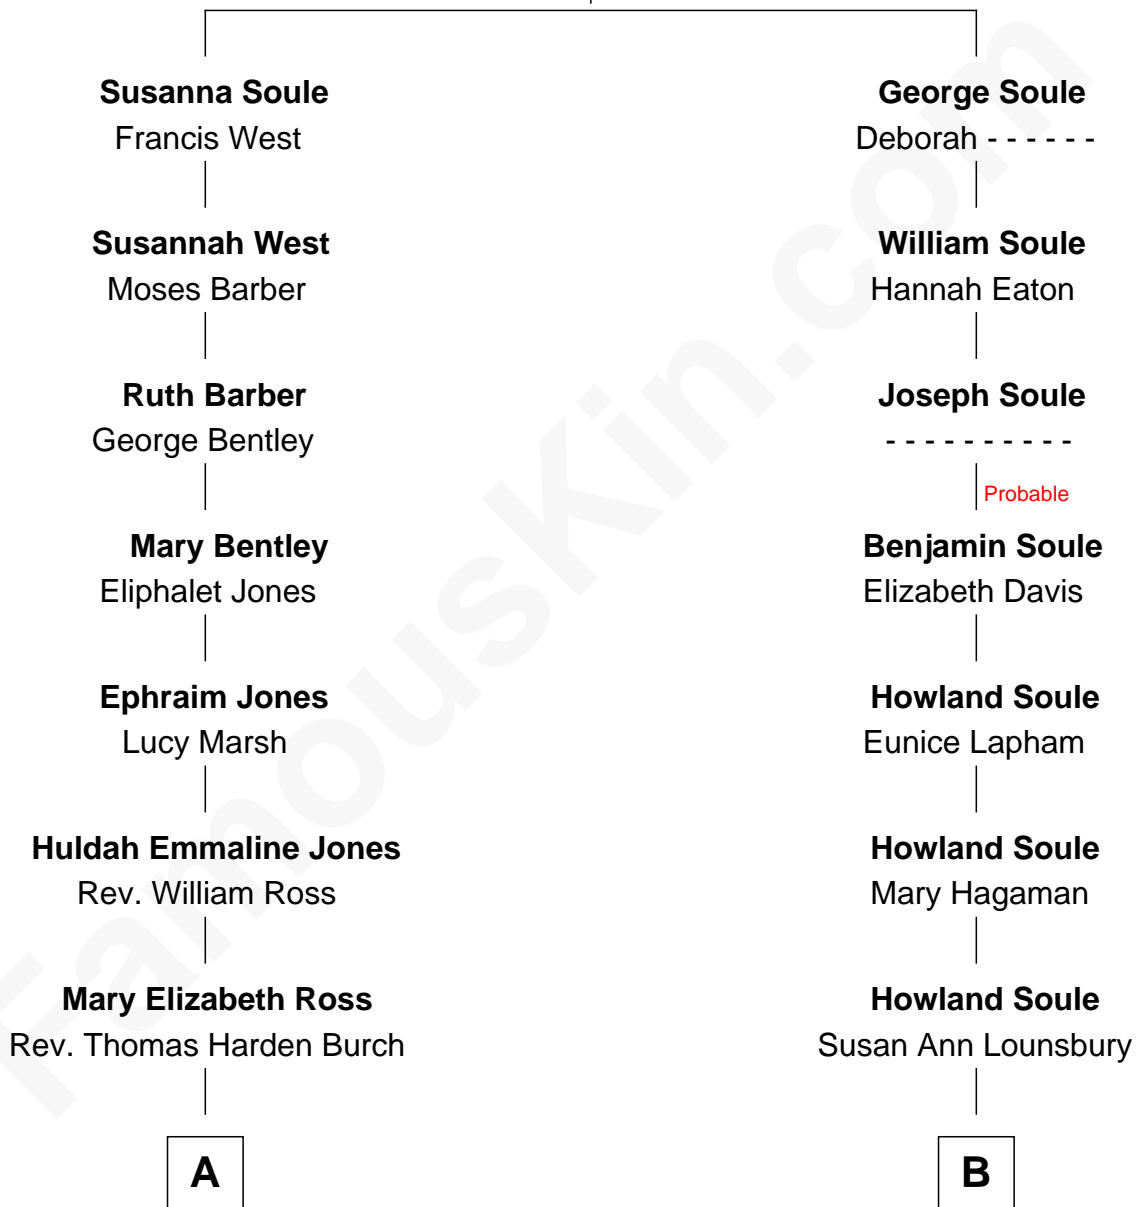 Susanna Soule
Francis West
George Soule
Deborah - - - - - -
Susannah West
Moses Barber
William Soule
Hannah Eaton
Ruth Barber
George Bentley
Joseph Soule
- - - - - - - - - -
Probable
Mary Bentley
Eliphalet Jones
Benjamin Soule
Elizabeth Davis
Ephraim Jones
Lucy Marsh
Howland Soule
Eunice Lapham
Huldah Emmaline Jones
Rev. William Ross
Howland Soule
Mary Hagaman
Mary Elizabeth Ross
Rev. Thomas Harden Burch
Howland Soule
Susan Ann Lounsbury
A
B
FamousKin.com